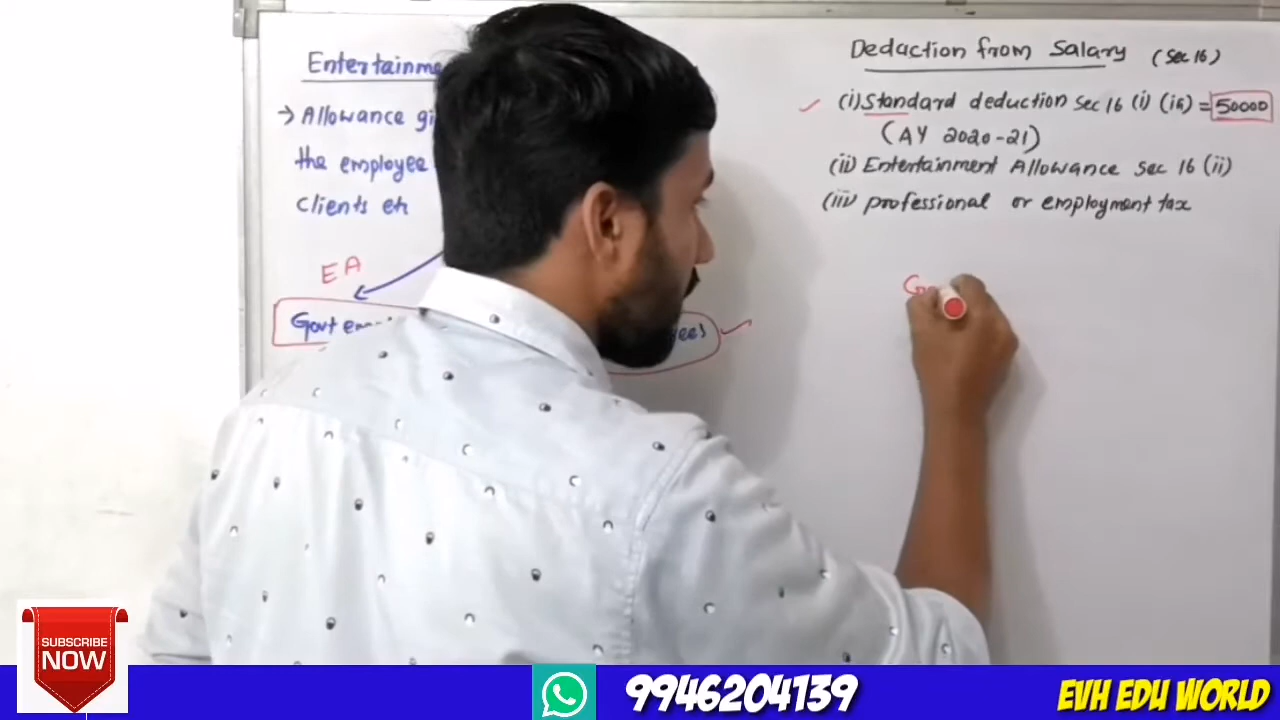 Entertainme
→ Allowance gi
the employee
clients etc
EA
Govt em
ees
Deduction from Salary (Sec 16)
(i) Standard deduction Sec 16 (i) (ia) = 50000
(AY 2020-21)
(ii) Entertainment Allowance Sec 16 (ii)
(iii) professional or employment tax
SUBSCRIBE
NOW
9946204139
EVH EDU WORLD